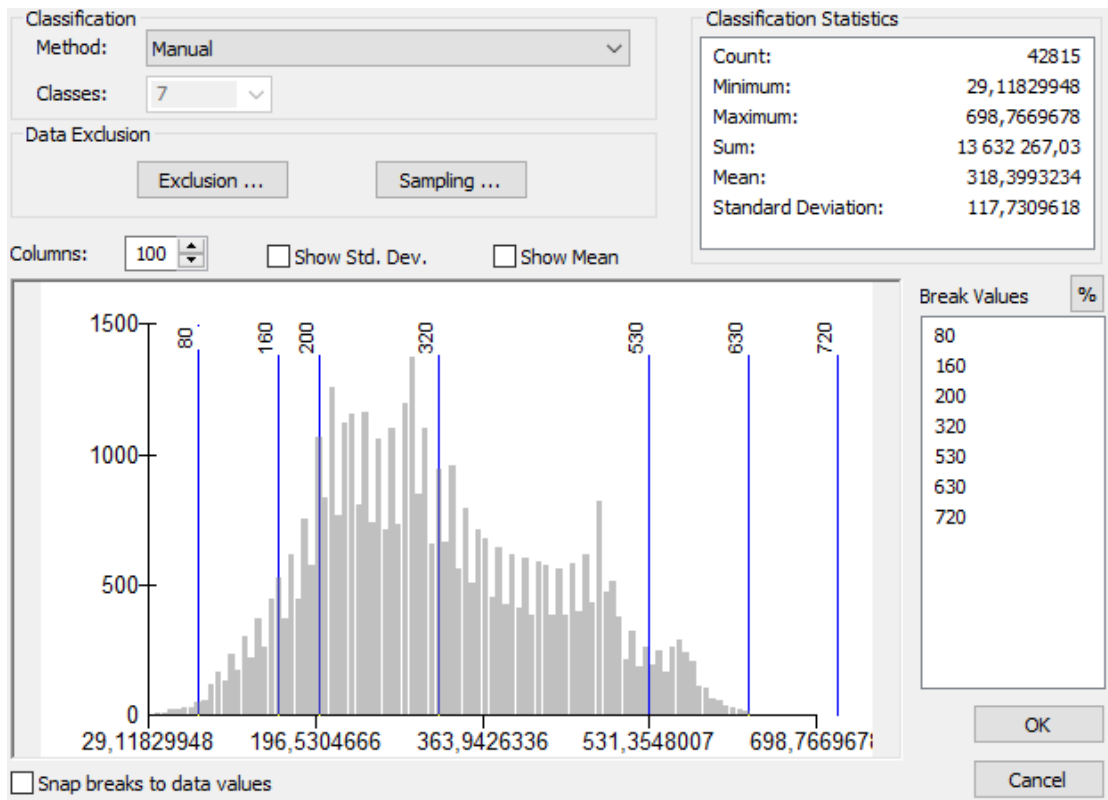 Classification
Method: Manual
Classes: 7
Data Exclusion
Exclusion ... Sampling ...
Classification Statistics
Count: 42815
Minimum: 29,11829948
Maximum: 698,7669678
Sum: 13 632 267,03
Mean: 318,3993234
Standard Deviation: 117,7309618
Columns: 100 Show Std. Dev. Show Mean
Break Values %
80
160
200
320
530
630
720
1500
1000
500
0
80 160 200 320 530 630 720
29,11829948 196,5304666 363,9426336 531,3548007 698,7669678
Snap breaks to data values
OK
Cancel